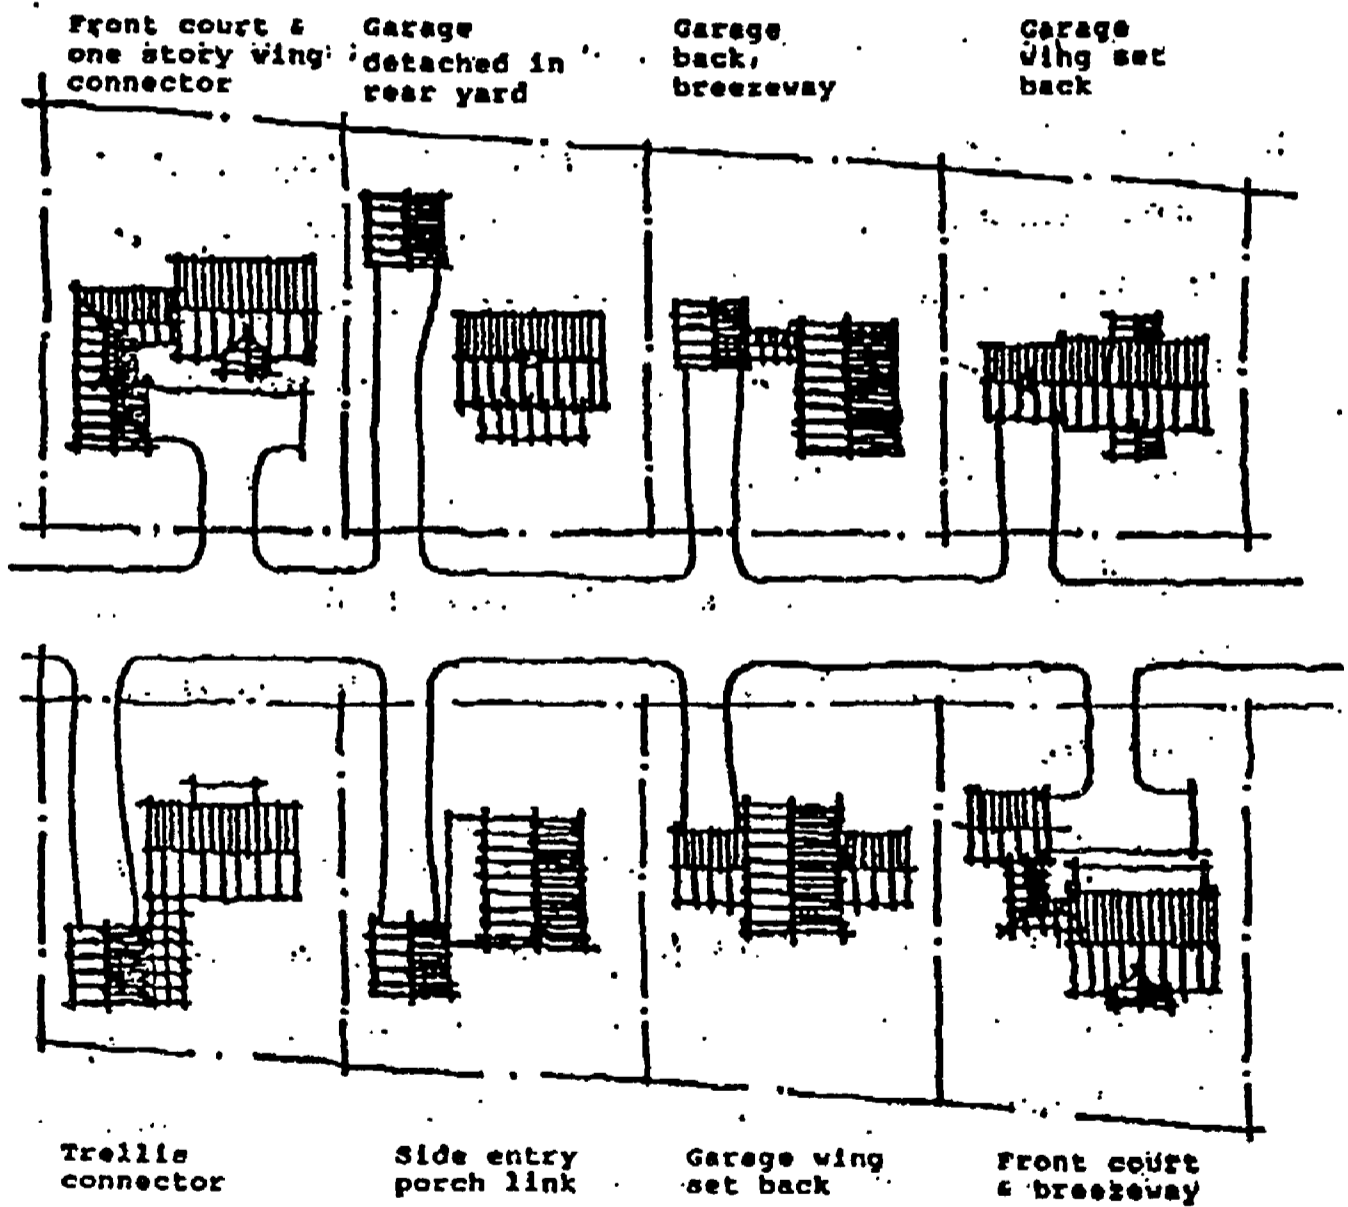 Front court &
one story wing
connector
Garage
detached in
rear yard
Garage
back,
breezeway
Garage
wing set
back
Trellis
connector
Side entry
porch link
Garage wing
set back
Front court
& breezeway